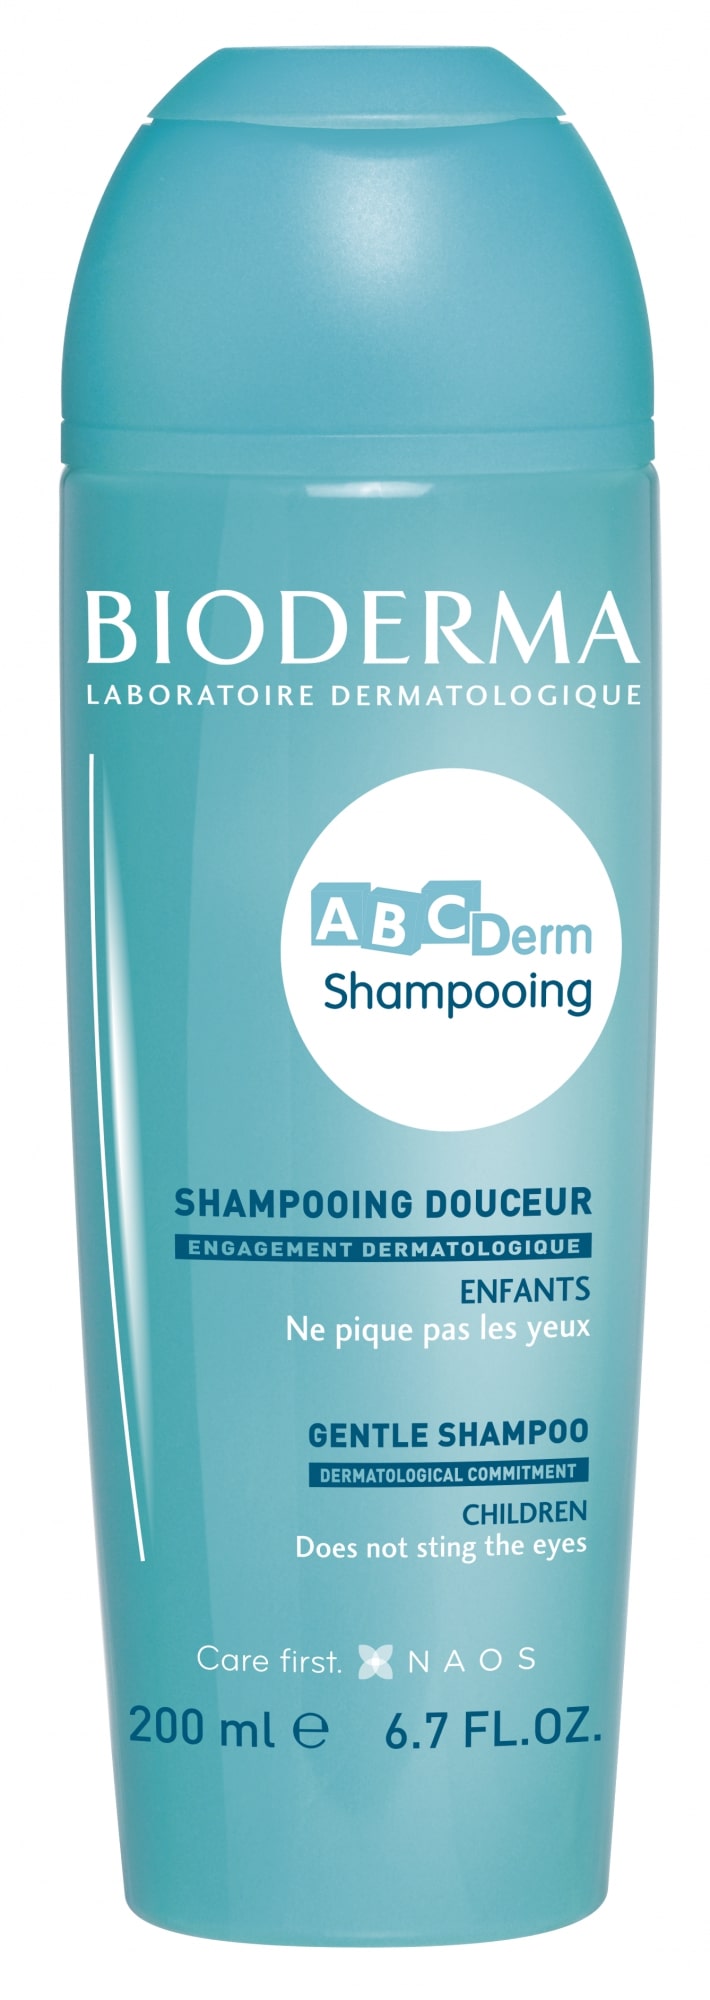 BIODERMA
LABORATOIRE DERMATOLOGIQUE
ABCDerm
Shampooing
SHAMPOOING DOUCEUR
ENGAGEMENT DERMATOLOGIQUE
ENFANTS
Ne pique pas les yeux
GENTLE SHAMPOO
DERMATOLOGICAL COMMITMENT
CHILDREN
Does not sting the eyes
Care first. NAOS
200 ml e 6.7 FL.OZ.